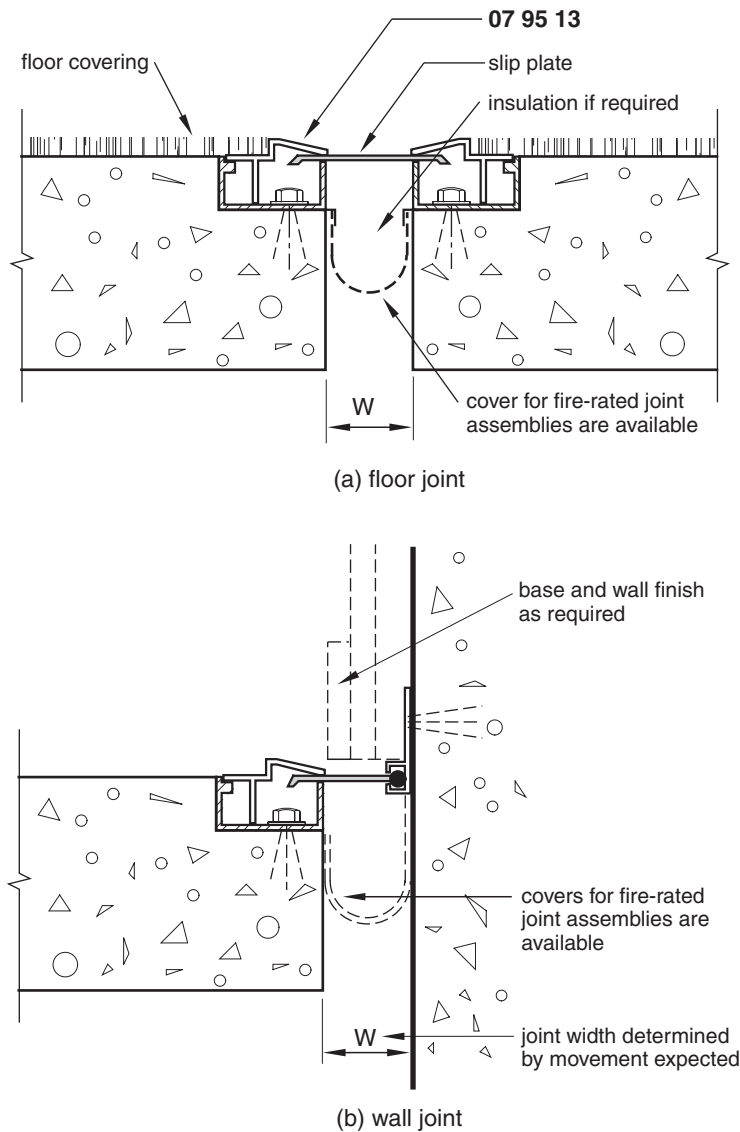 07 95 13
floor covering
slip plate
insulation if required
W
cover for fire-rated joint
assemblies are available
(a) floor joint
base and wall finish
as required
covers for fire-rated
joint assemblies are
available
W
joint width determined
by movement expected
(b) wall joint